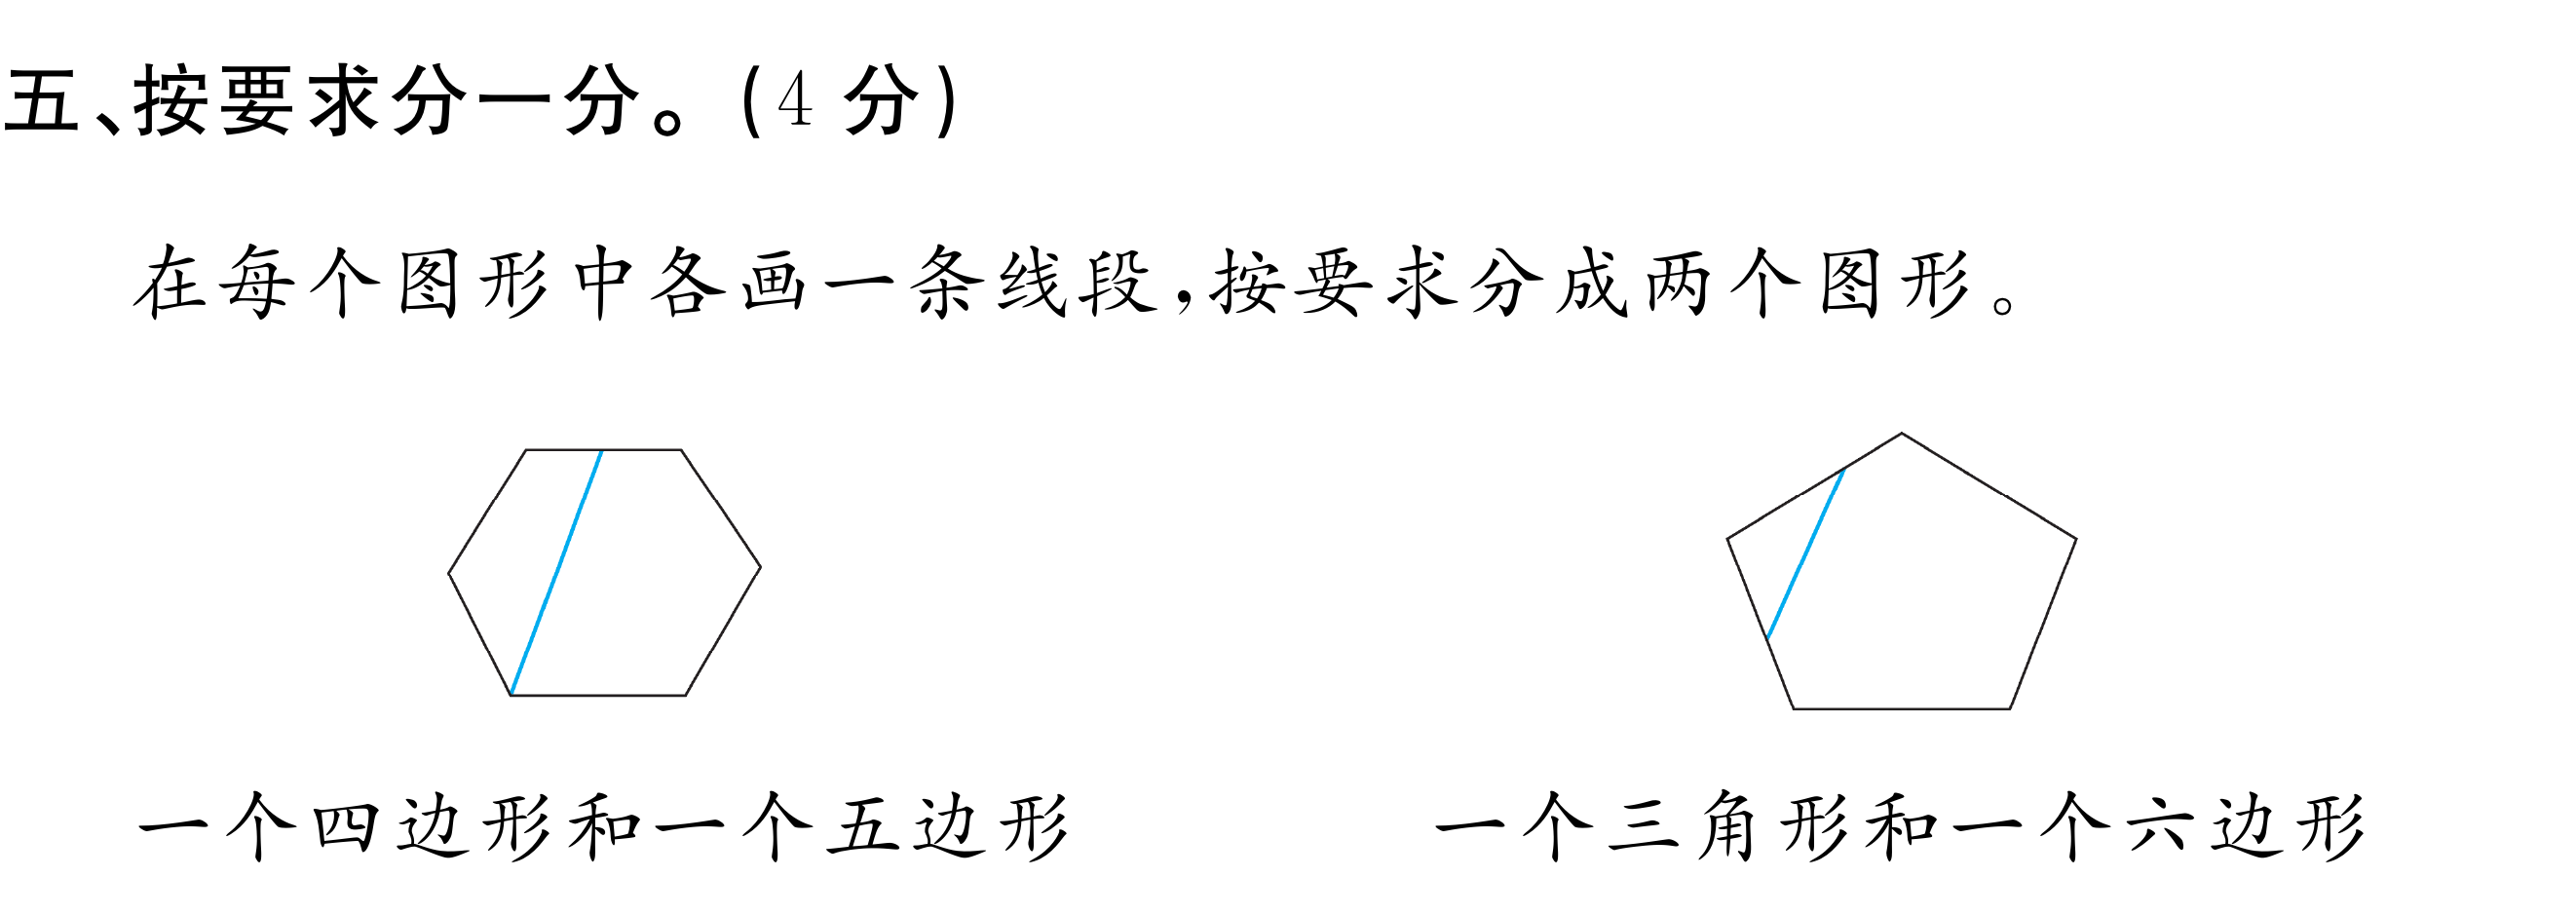 五、按要求分一分。(4 分)
在每个图形中各画一条线段,按要求分成两个图形。
一个四边形和一个五边形
一个三角形和一个六边形